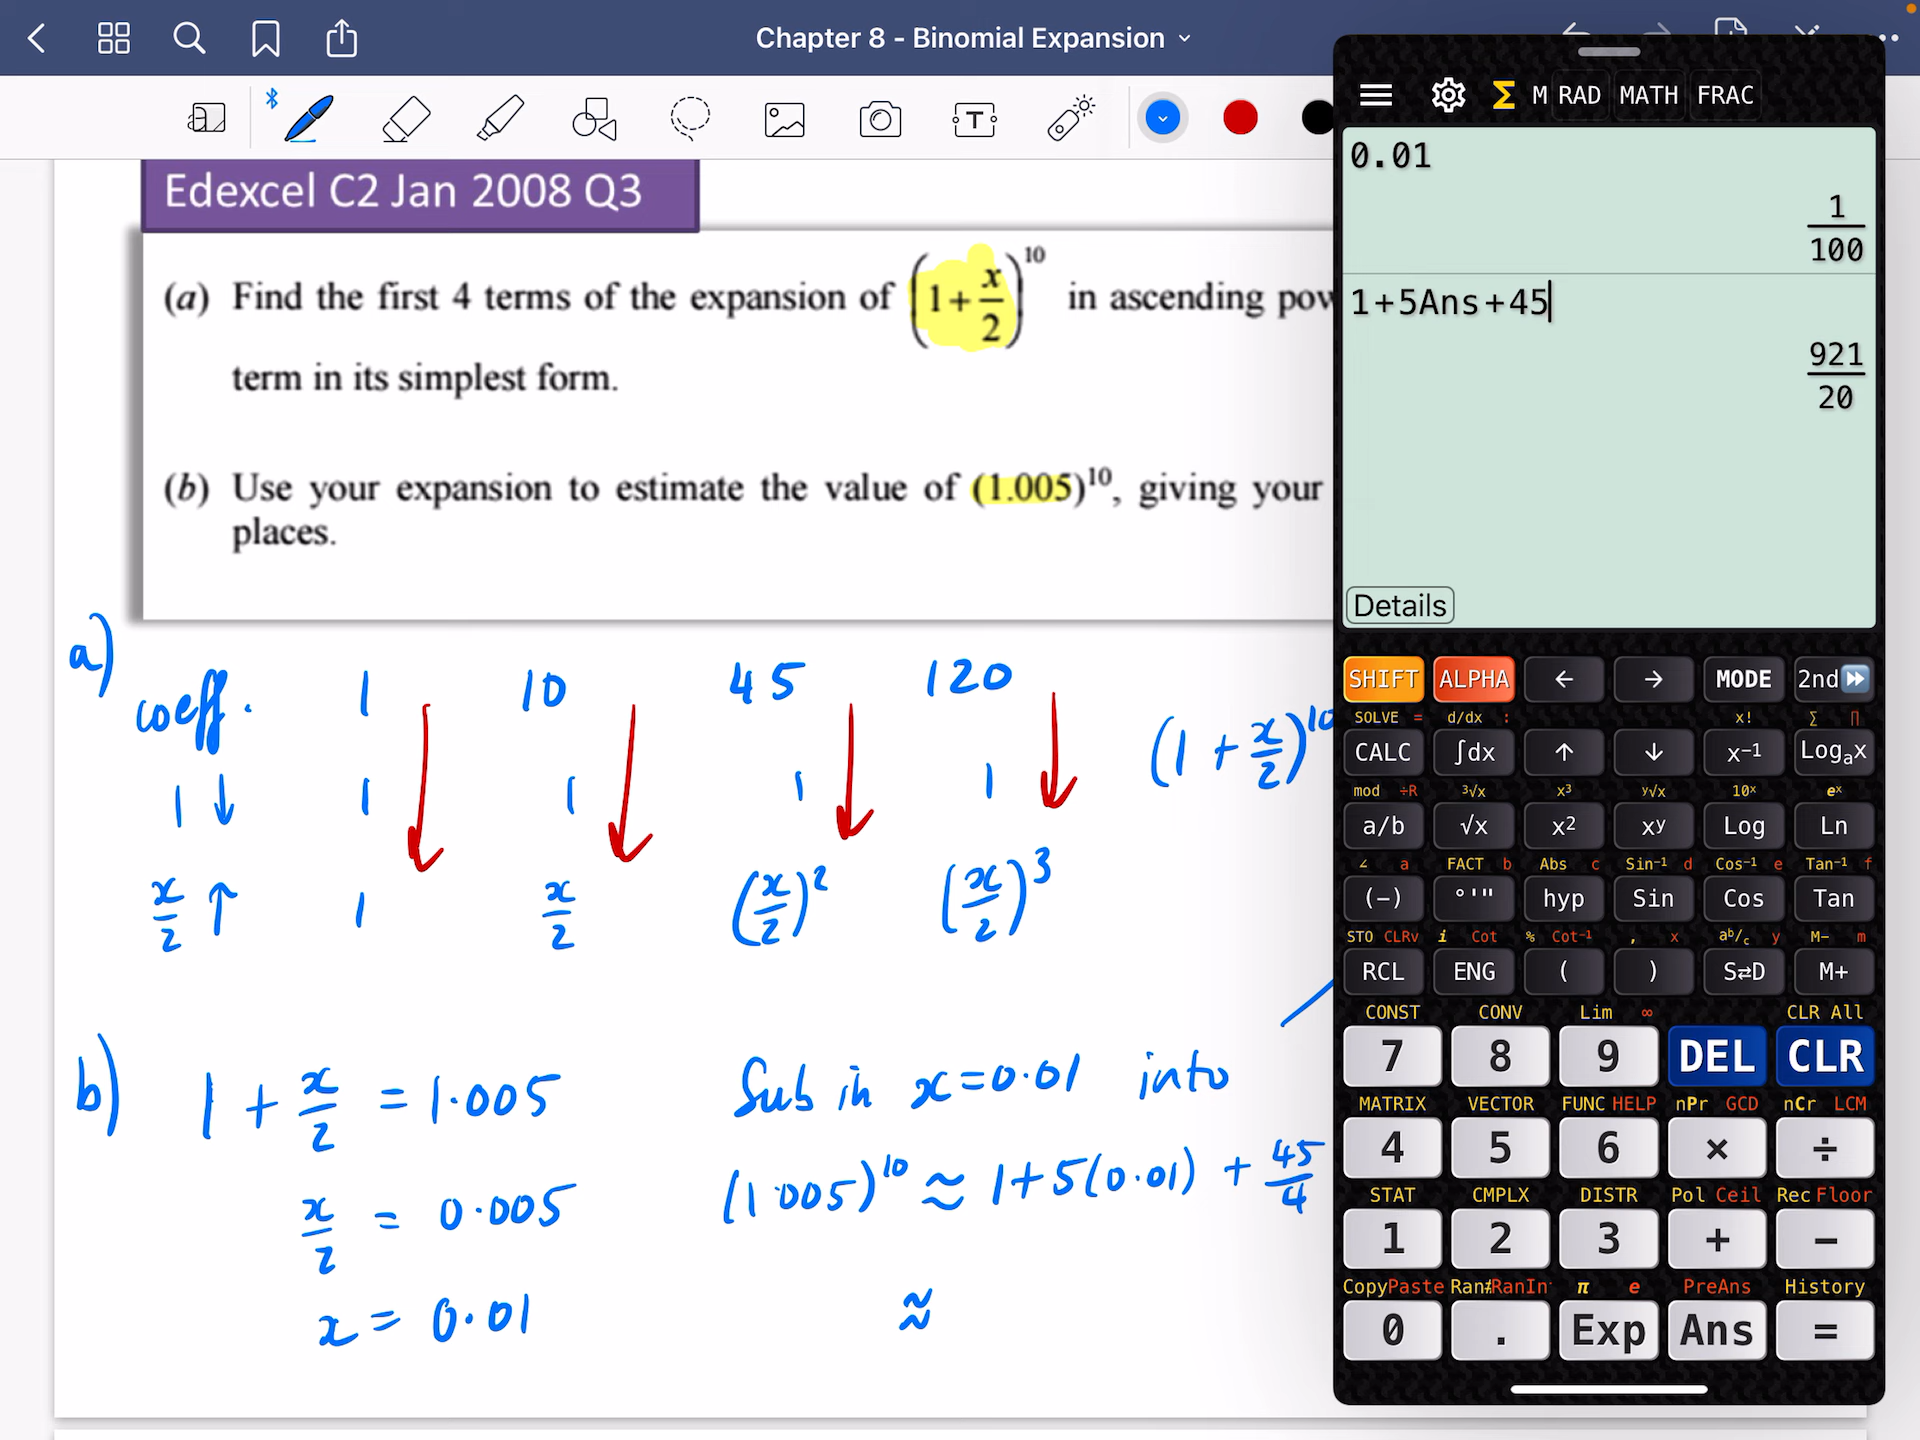 Chapter 8 - Binomial Expansion
T
Edexcel C2 Jan 2008 Q3
(a) Find the first 4 terms of the expansion of (1 + x/2)^10 in ascending pow
term in its simplest form.
(b) Use your expansion to estimate the value of (1.005)^10, giving your
places.
a)
coeff. 1 10 45 120
(1 + x/2)^10
1 ↓ 1 1 1 1
x/2 ↑ 1 x/2 (x/2)^2 (x/2)^3
b)
1 + x/2 = 1.005
x/2 = 0.005
x = 0.01
Sub in x = 0.01 into
(1.005)^10 ≈ 1 + 5(0.01) + 45/4
≈
M RAD MATH FRAC
0.01
1/100
1+5Ans+45
921/20
Details
SHIFT ALPHA ← → MODE 2nd
SOLVE = d/dx : x! ∑ ∏
CALC ∫dx ↑ ↓ x⁻¹ Logₐx
mod ÷R ³√x x³ ʸ√x 10ˣ eˣ
a/b √x x² xʸ Log Ln
∠ a FACT b Abs c Sin⁻¹ d Cos⁻¹ e Tan⁻¹ f
(−) °'" hyp Sin Cos Tan
STO CLRv i Cot % Cot⁻¹ , x aᵇ/c y M− m
RCL ENG ( ) S⇄D M+
CONST CONV Lim ∞ CLR All
7 8 9 DEL CLR
MATRIX VECTOR FUNC HELP nPr GCD nCr LCM
4 5 6 × ÷
STAT CMPLX DISTR Pol Ceil Rec Floor
1 2 3 + −
Copy Paste Ran# RanIn π e PreAns History
0 . Exp Ans =